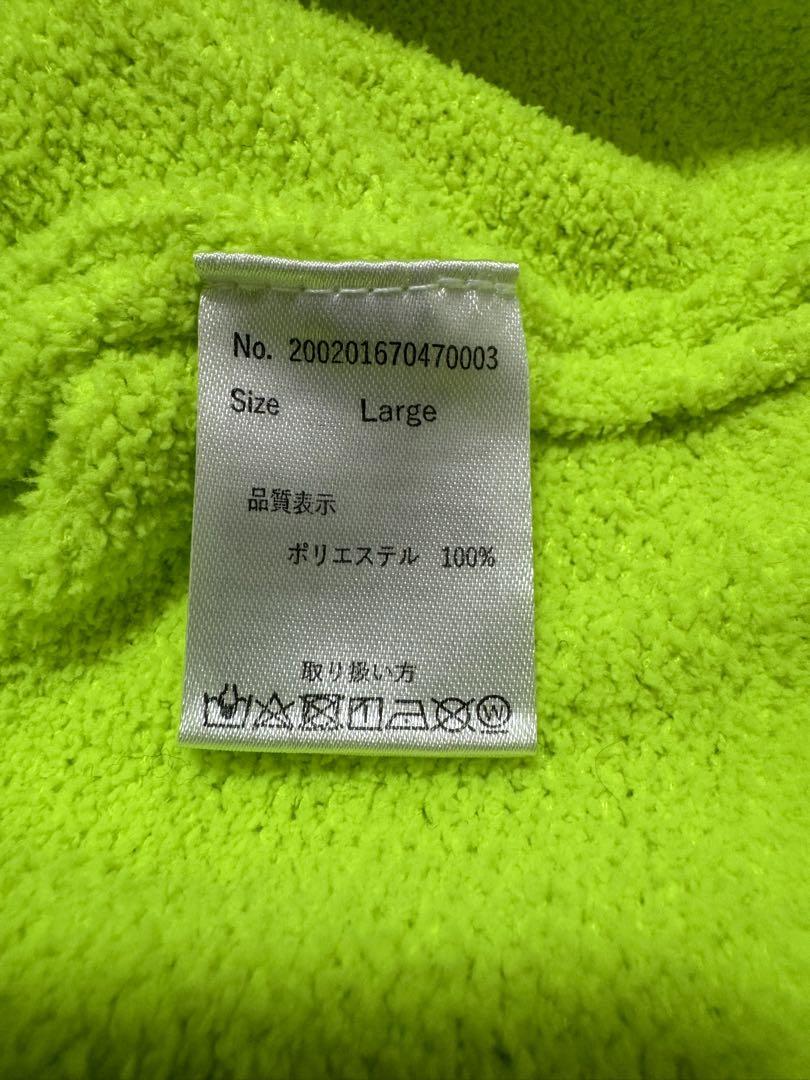 No. 200201670470003
Size Large
品質表示
ポリエステル 100%
取り扱い方
W